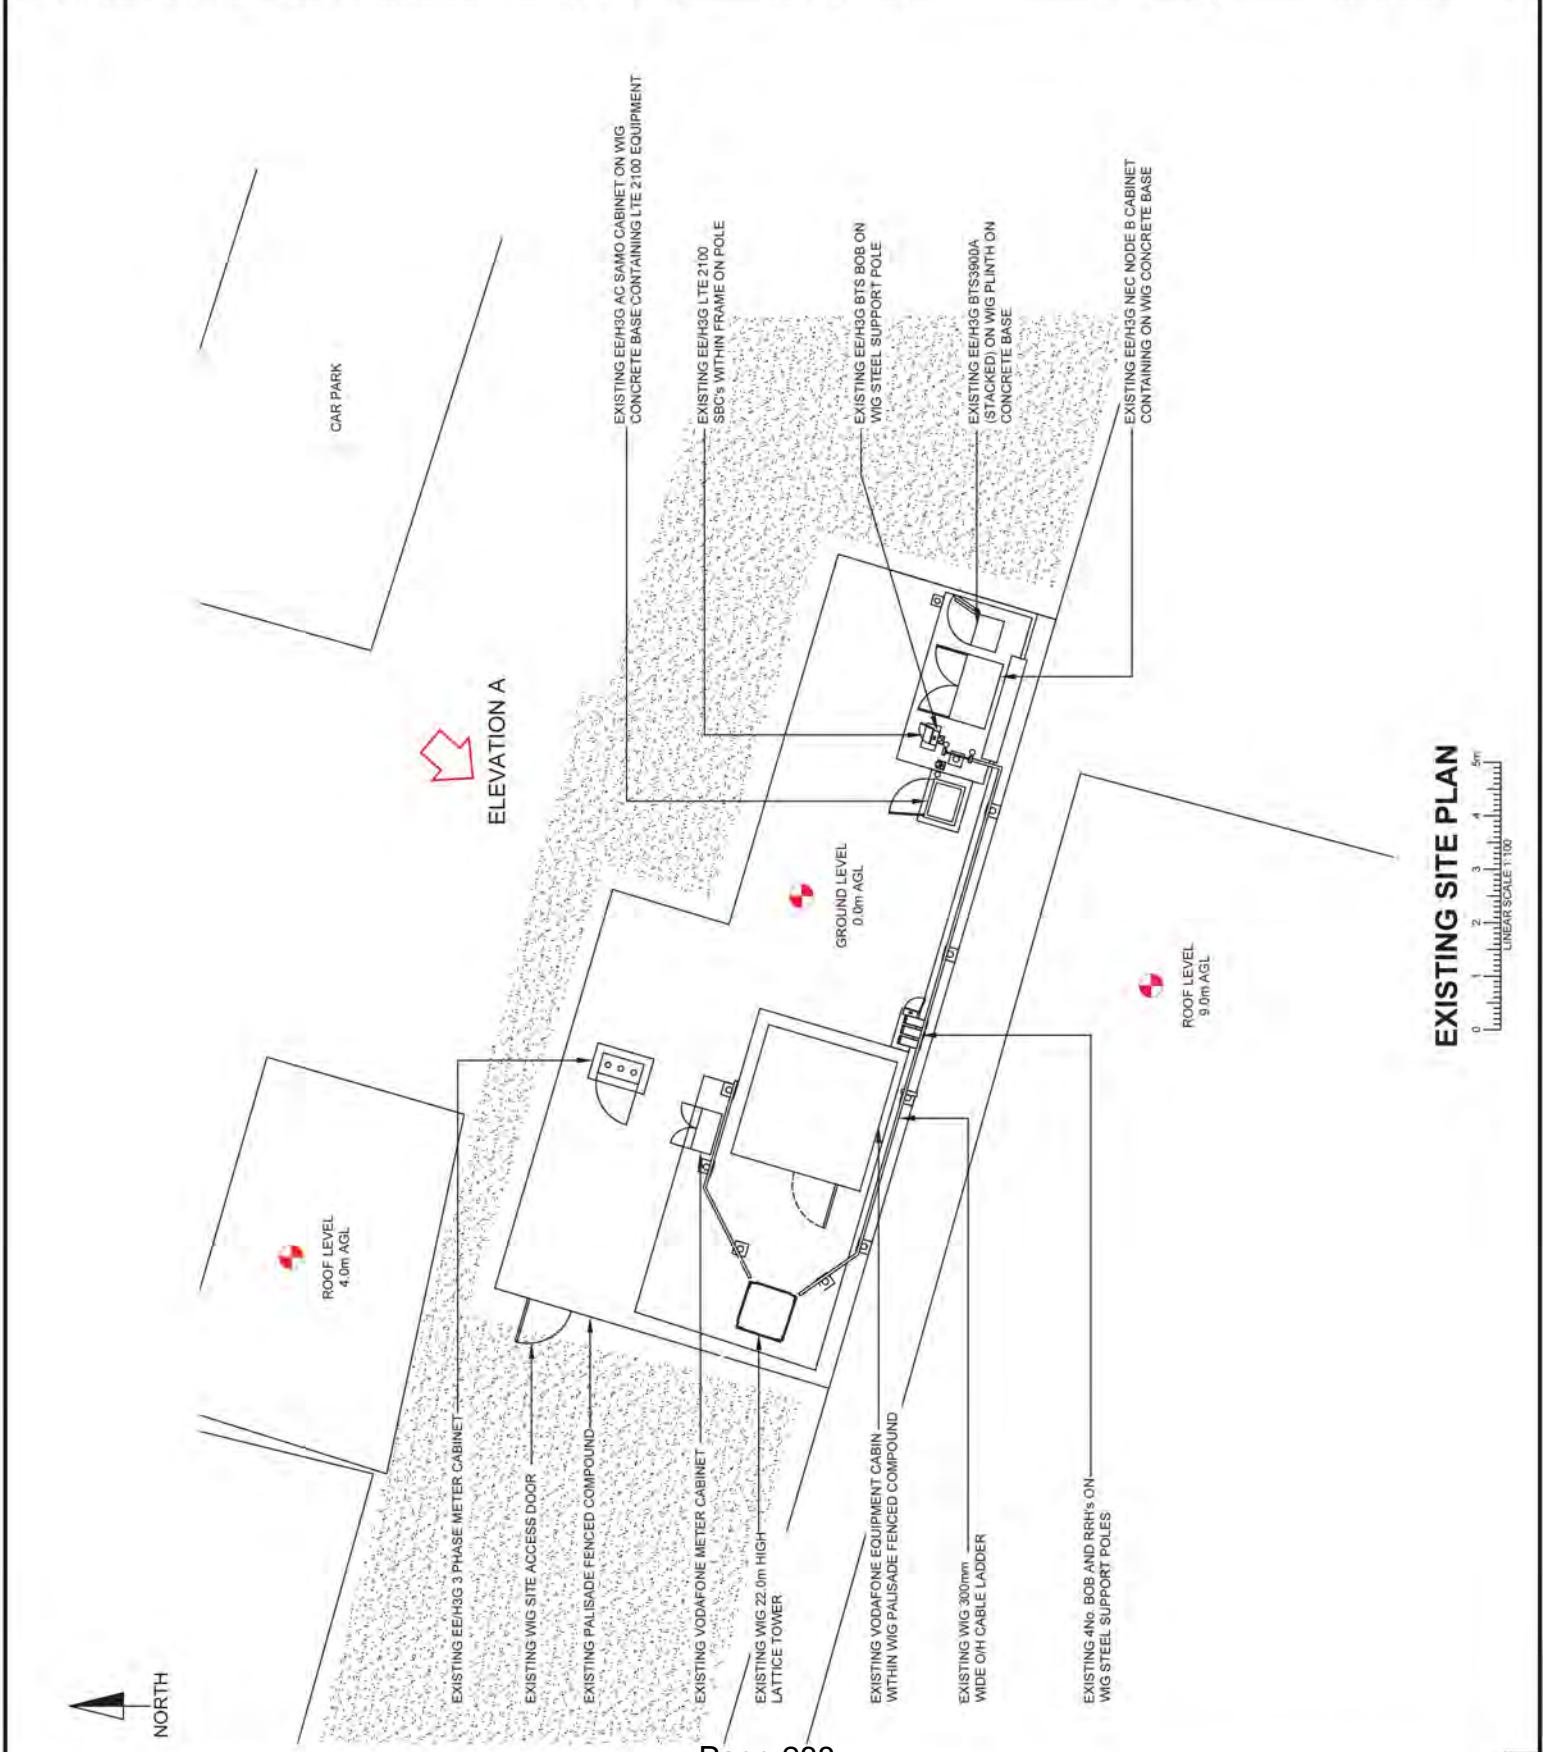 NORTH
CAR PARK
ROOF LEVEL
4.0m AGL
ELEVATION A
EXISTING EE/H3G AC SAMO CABINET ON WIG
CONCRETE BASE CONTAINING LTE 2100 EQUIPMENT
EXISTING EE/H3G LTE 2100
SBC's WITHIN FRAME ON POLE
EXISTING EE/H3G BTS BOB ON
WIG STEEL SUPPORT POLE
EXISTING EE/H3G BTS3900A
(STACKED) ON WIG PLINTH ON
CONCRETE BASE
EXISTING EE/H3G NEC NODE B CABINET
CONTAINING ON WIG CONCRETE BASE
GROUND LEVEL
0.0m AGL
ROOF LEVEL
9.0m AGL
EXISTING EE/H3G 3 PHASE METER CABINET
EXISTING WIG SITE ACCESS DOOR
EXISTING PALISADE FENCED COMPOUND
EXISTING VODAFONE METER CABINET
EXISTING WIG 22.0m HIGH
LATTICE TOWER
EXISTING VODAFONE EQUIPMENT CABIN
WITHIN WIG PALISADE FENCED COMPOUND
EXISTING WIG 300mm
WIDE O/H CABLE LADDER
EXISTING 4No. BOB AND RRH's ON
WIG STEEL SUPPORT POLES
EXISTING SITE PLAN
0 1 2 3 4 5m
LINEAR SCALE 1:100